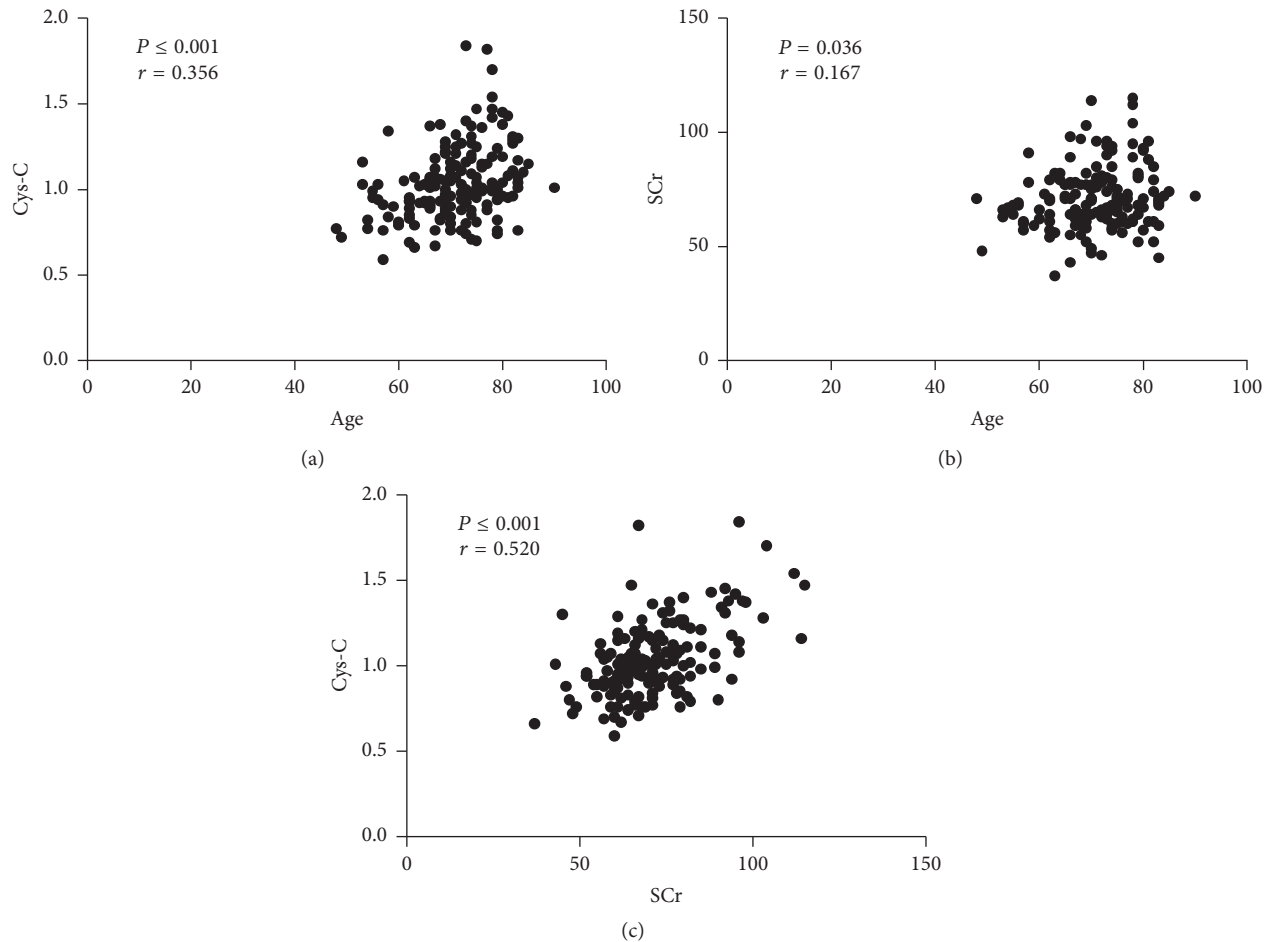 2.0
P ≤ 0.001
r = 0.356
1.5
Cys-C
1.0
0.5
0.0
0 20 40 60 80 100
Age
(a)
150
P = 0.036
r = 0.167
100
SCr
50
0
0 20 40 60 80 100
Age
(b)
2.0
P ≤ 0.001
r = 0.520
1.5
Cys-C
1.0
0.5
0.0
0 50 100 150
SCr
(c)